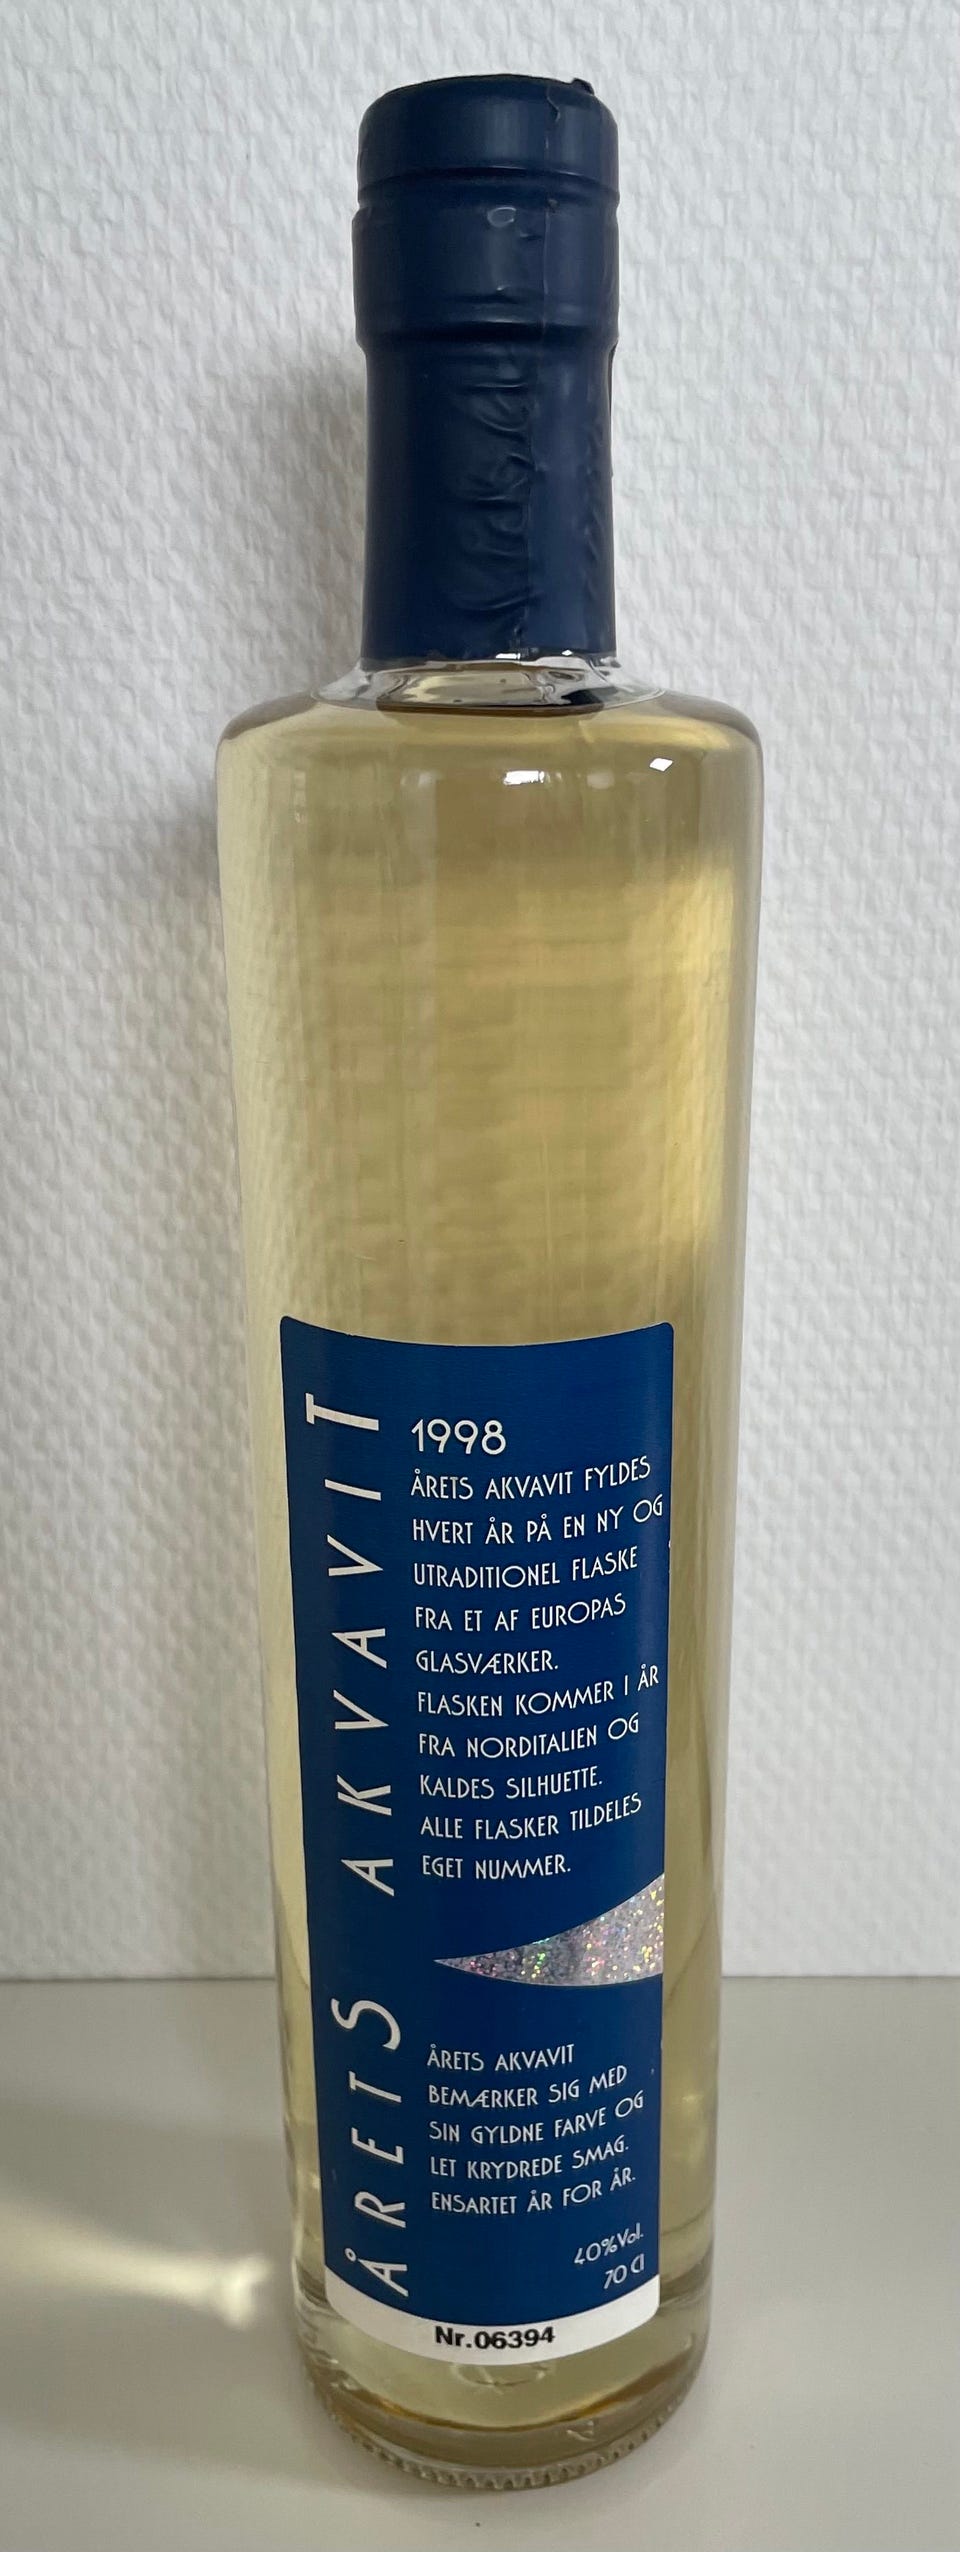 ÅRETS AKVAVIT
1998
ÅRETS AKVAVIT FYLDES
HVERT ÅR PÅ EN NY OG
UTRADITIONEL FLASKE
FRA ET AF EUROPAS
GLASVÆRKER.
FLASKEN KOMMER I ÅR
FRA NORDITALIEN OG
KALDES SILHUETTE.
ALLE FLASKER TILDELES
EGET NUMMER.
ÅRETS AKVAVIT
BEMÆRKER SIG MED
SIN GYLDNE FARVE OG
LET KRYDREDE SMAG.
ENSARTET ÅR FOR ÅR.
40%Vol.
70 Cl
Nr.06394